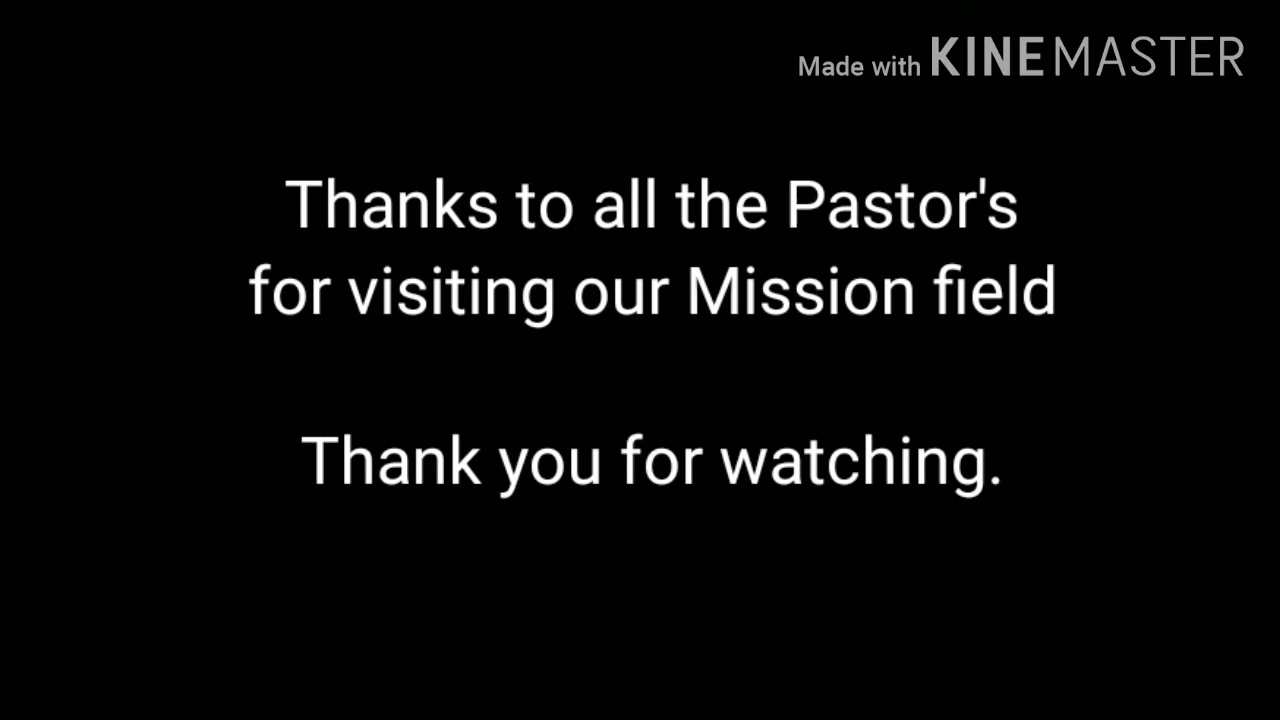 Made with KINEMASTER
Thanks to all the Pastor's
for visiting our Mission field
Thank you for watching.